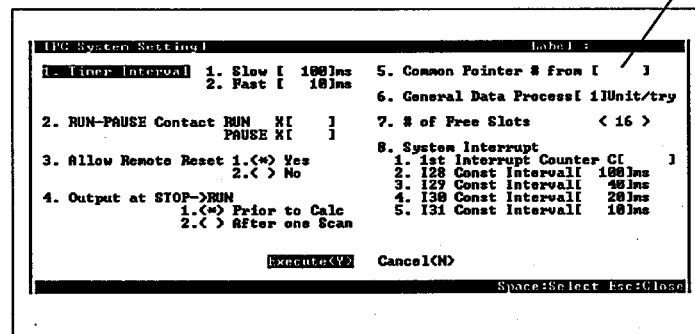 [PC System Setting] Label :
1. Timer Interval 1. Slow [ 100]ms 5. Common Pointer # from [ ]
2. Fast [ 10]ms
6. General Data Process[ 1]Unit/try
2. RUN-PAUSE Contact RUN X[ ] 7. # of Free Slots < 16 >
PAUSE X[ ]
8. System Interrupt
3. Allow Remote Reset 1.(*) Yes 1. 1st Interrupt Counter C[ ]
2.( ) No 2. I28 Const Interval[ 100]ms
3. I29 Const Interval[ 40]ms
4. Output at STOP->RUN 4. I30 Const Interval[ 20]ms
1.(*) Prior to Calc 5. I31 Const Interval[ 10]ms
2.( ) After one Scan
Execute<Y> Cancel<N>
Space:Select Esc:Close